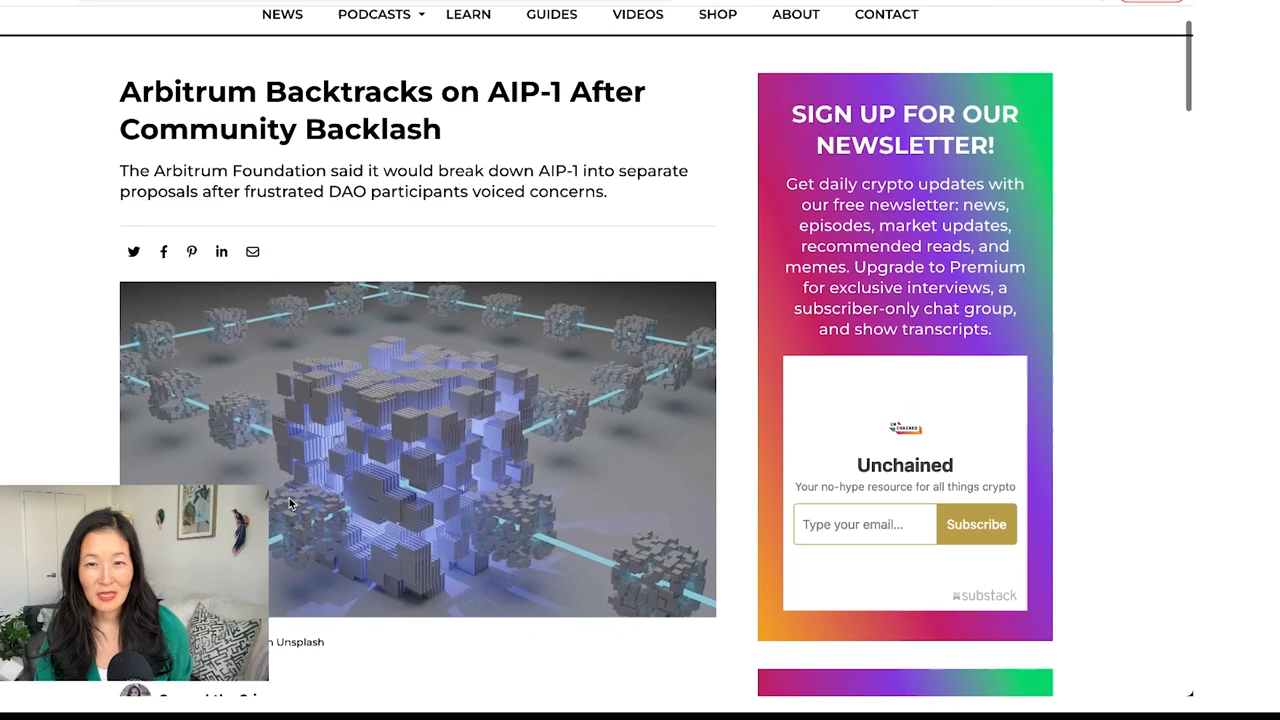 NEWS PODCASTS LEARN GUIDES VIDEOS SHOP ABOUT CONTACT
Arbitrum Backtracks on AIP-1 After
Community Backlash
The Arbitrum Foundation said it would break down AIP-1 into separate
proposals after frustrated DAO participants voiced concerns.
Unsplash
SIGN UP FOR OUR
NEWSLETTER!
Get daily crypto updates with
our free newsletter: news,
episodes, market updates,
recommended reads, and
memes. Upgrade to Premium
for exclusive interviews, a
subscriber-only chat group,
and show transcripts.
UNCHAINED
Unchained
Your no-hype resource for all things crypto
Type your email... Subscribe
substack